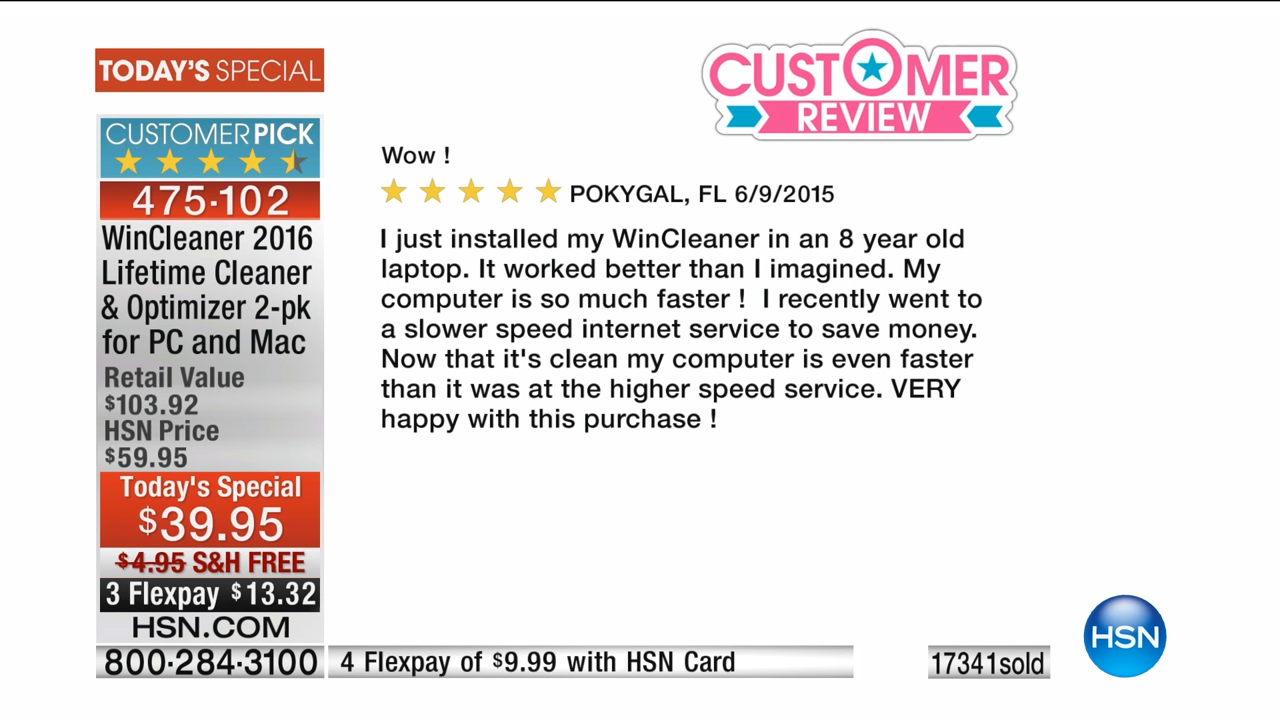 TODAY'S SPECIAL
CUSTOMER PICK
475·102
WinCleaner 2016
Lifetime Cleaner
& Optimizer 2-pk
for PC and Mac
Retail Value
$103.92
HSN Price
$59.95
Today's Special
$39.95
$4.95 S&H FREE
3 Flexpay $13.32
HSN.COM
800·284·3100
CUSTOMER
REVIEW
Wow !
POKYGAL, FL 6/9/2015
I just installed my WinCleaner in an 8 year old
laptop. It worked better than I imagined. My
computer is so much faster ! I recently went to
a slower speed internet service to save money.
Now that it's clean my computer is even faster
than it was at the higher speed service. VERY
happy with this purchase !
4 Flexpay of $9.99 with HSN Card
17341sold
HSN